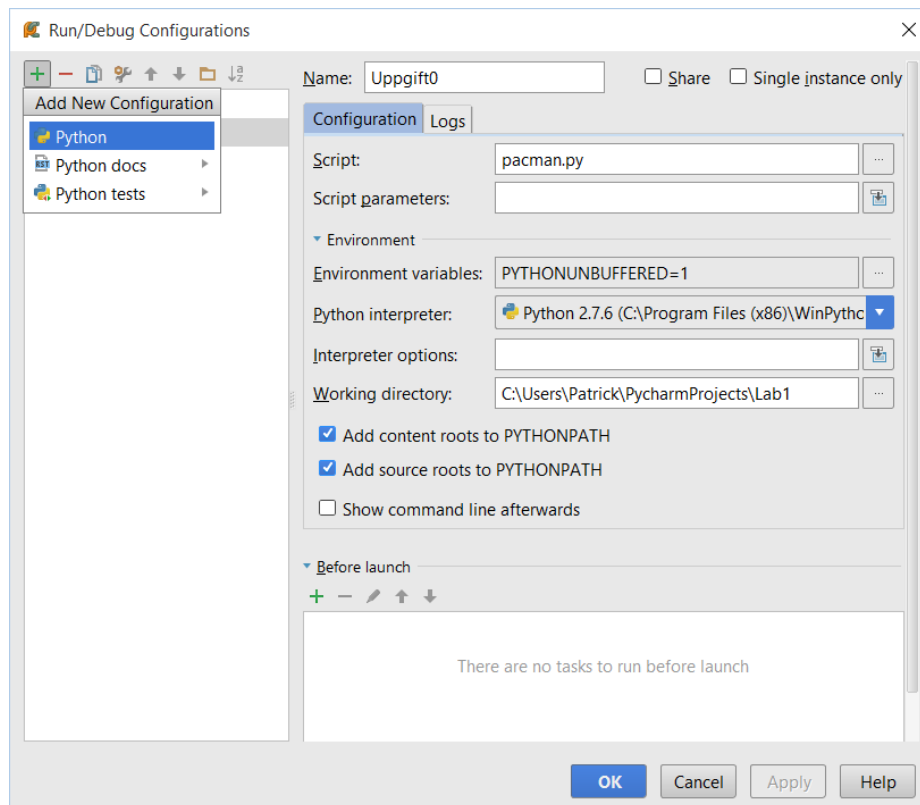 Run/Debug Configurations
Name: Uppgift0 Share Single instance only
Add New Configuration
Python
Python docs
Python tests
Configuration Logs
Script: pacman.py ...
Script parameters:
Environment
Environment variables: PYTHONUNBUFFERED=1 ...
Python interpreter: Python 2.7.6 (C:\Program Files (x86)\WinPythc
Interpreter options:
Working directory: C:\Users\Patrick\PycharmProjects\Lab1 ...
Add content roots to PYTHONPATH
Add source roots to PYTHONPATH
Show command line afterwards
Before launch
There are no tasks to run before launch
OK Cancel Apply Help